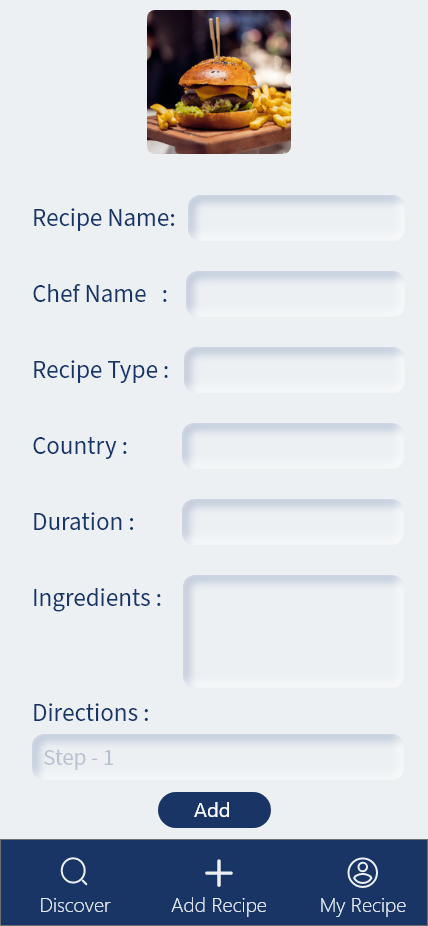 Recipe Name:
Chef Name :
Recipe Type :
Country :
Duration :
Ingredients :
Directions :
Step - 1
Add
Discover Add Recipe My Recipe